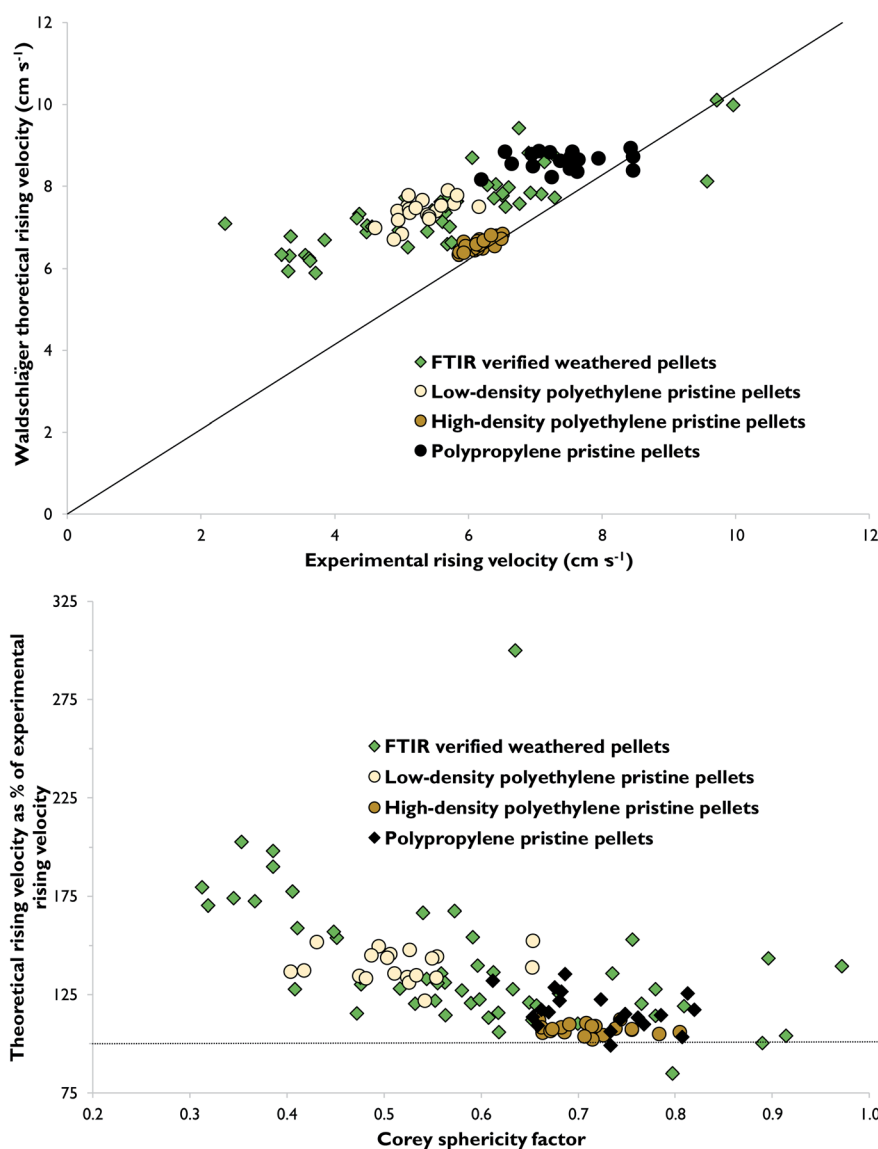 12
10
8
6
4
2
0
Waldschläger thoretical rising velocity (cm s-1)
FTIR verified weathered pellets
Low-density polyethylene pristine pellets
High-density polyethylene pristine pellets
Polypropylene pristine pellets
0 2 4 6 8 10 12
Experimental rising velocity (cm s-1)
325
275
225
175
125
75
Theoretical rising velocity as % of experimental
rising velocity
FTIR verified weathered pellets
Low-density polyethylene pristine pellets
High-density polyethylene pristine pellets
Polypropylene pristine pellets
0.2 0.3 0.4 0.5 0.6 0.7 0.8 0.9 1.0
Corey sphericity factor